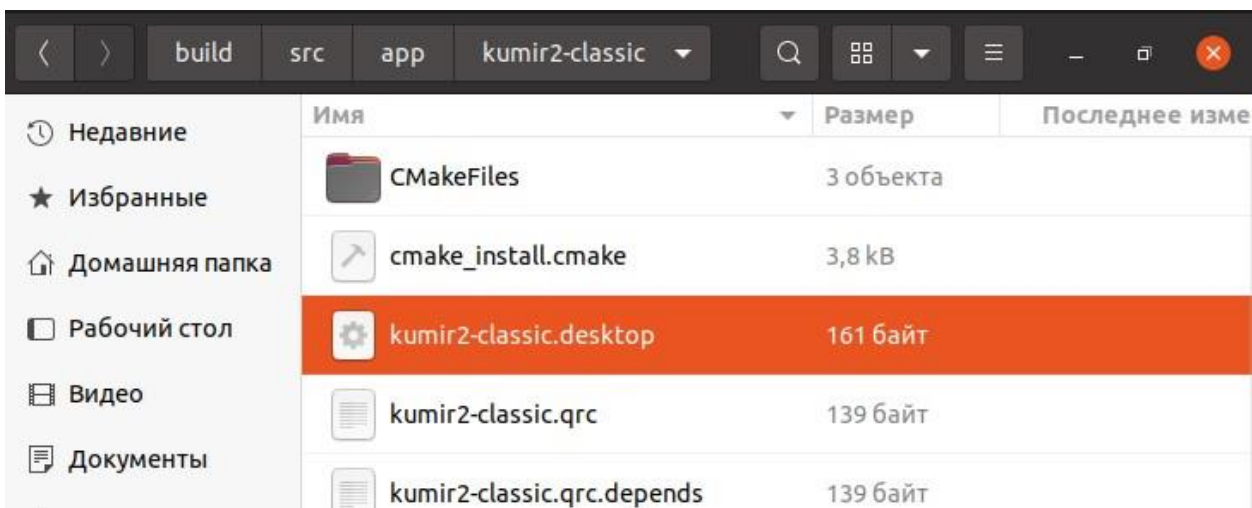 build src app kumir2-classic
Имя Размер Последнее изме
Недавние
CMakeFiles 3 объекта
Избранные
cmake_install.cmake 3,8 kB
Домашняя папка
Рабочий стол
kumir2-classic.desktop 161 байт
Видео
kumir2-classic.qrc 139 байт
Документы
kumir2-classic.qrc.depends 139 байт